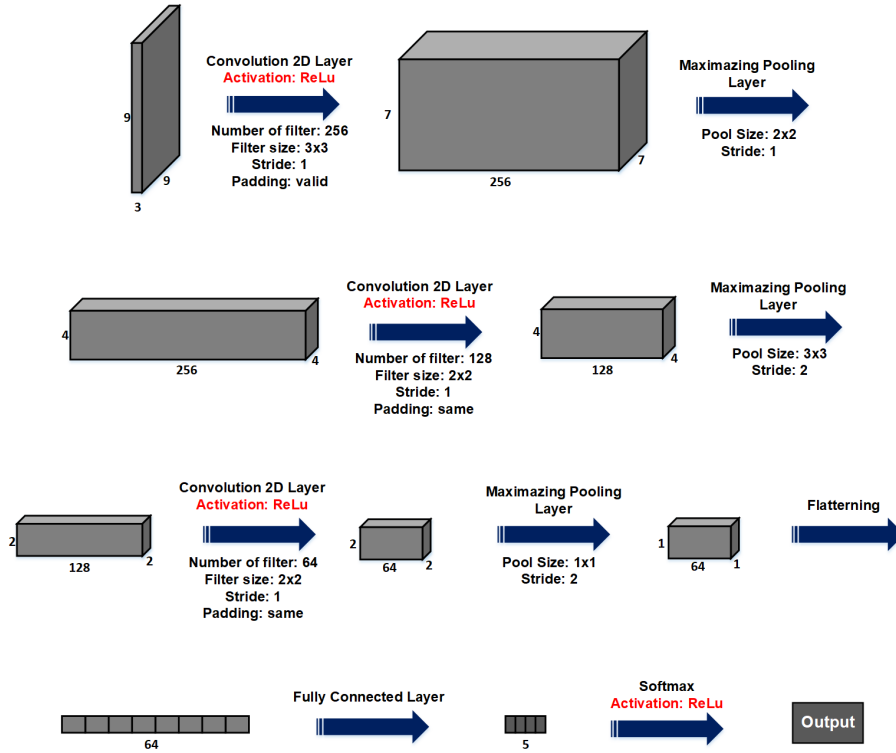 9
9
3
Convolution 2D Layer
Activation: ReLu
Number of filter: 256
Filter size: 3x3
Stride: 1
Padding: valid
7
256
7
Maximazing Pooling
Layer
Pool Size: 2x2
Stride: 1
4
256
4
Convolution 2D Layer
Activation: ReLu
Number of filter: 128
Filter size: 2x2
Stride: 1
Padding: same
4
128
4
Maximazing Pooling
Layer
Pool Size: 3x3
Stride: 2
2
128
2
Convolution 2D Layer
Activation: ReLu
Number of filter: 64
Filter size: 2x2
Stride: 1
Padding: same
2
64
2
Maximazing Pooling
Layer
Pool Size: 1x1
Stride: 2
1
64
1
Flatterning
64
Fully Connected Layer
5
Softmax
Activation: ReLu
Output